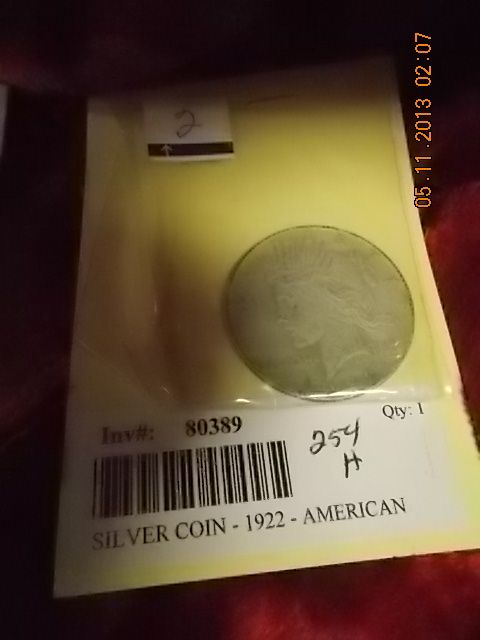 05.11.2013 02:07
2
Qty: 1
Inv#: 80389
254
H
SILVER COIN - 1922 - AMERICAN